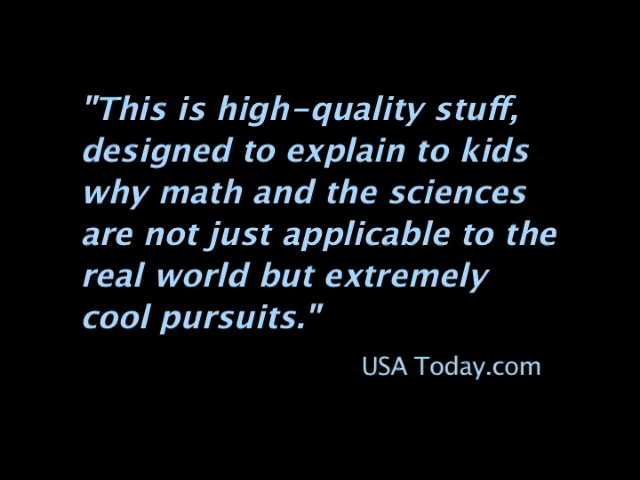 "This is high-quality stuff,
designed to explain to kids
why math and the sciences
are not just applicable to the
real world but extremely
cool pursuits."
USA Today.com